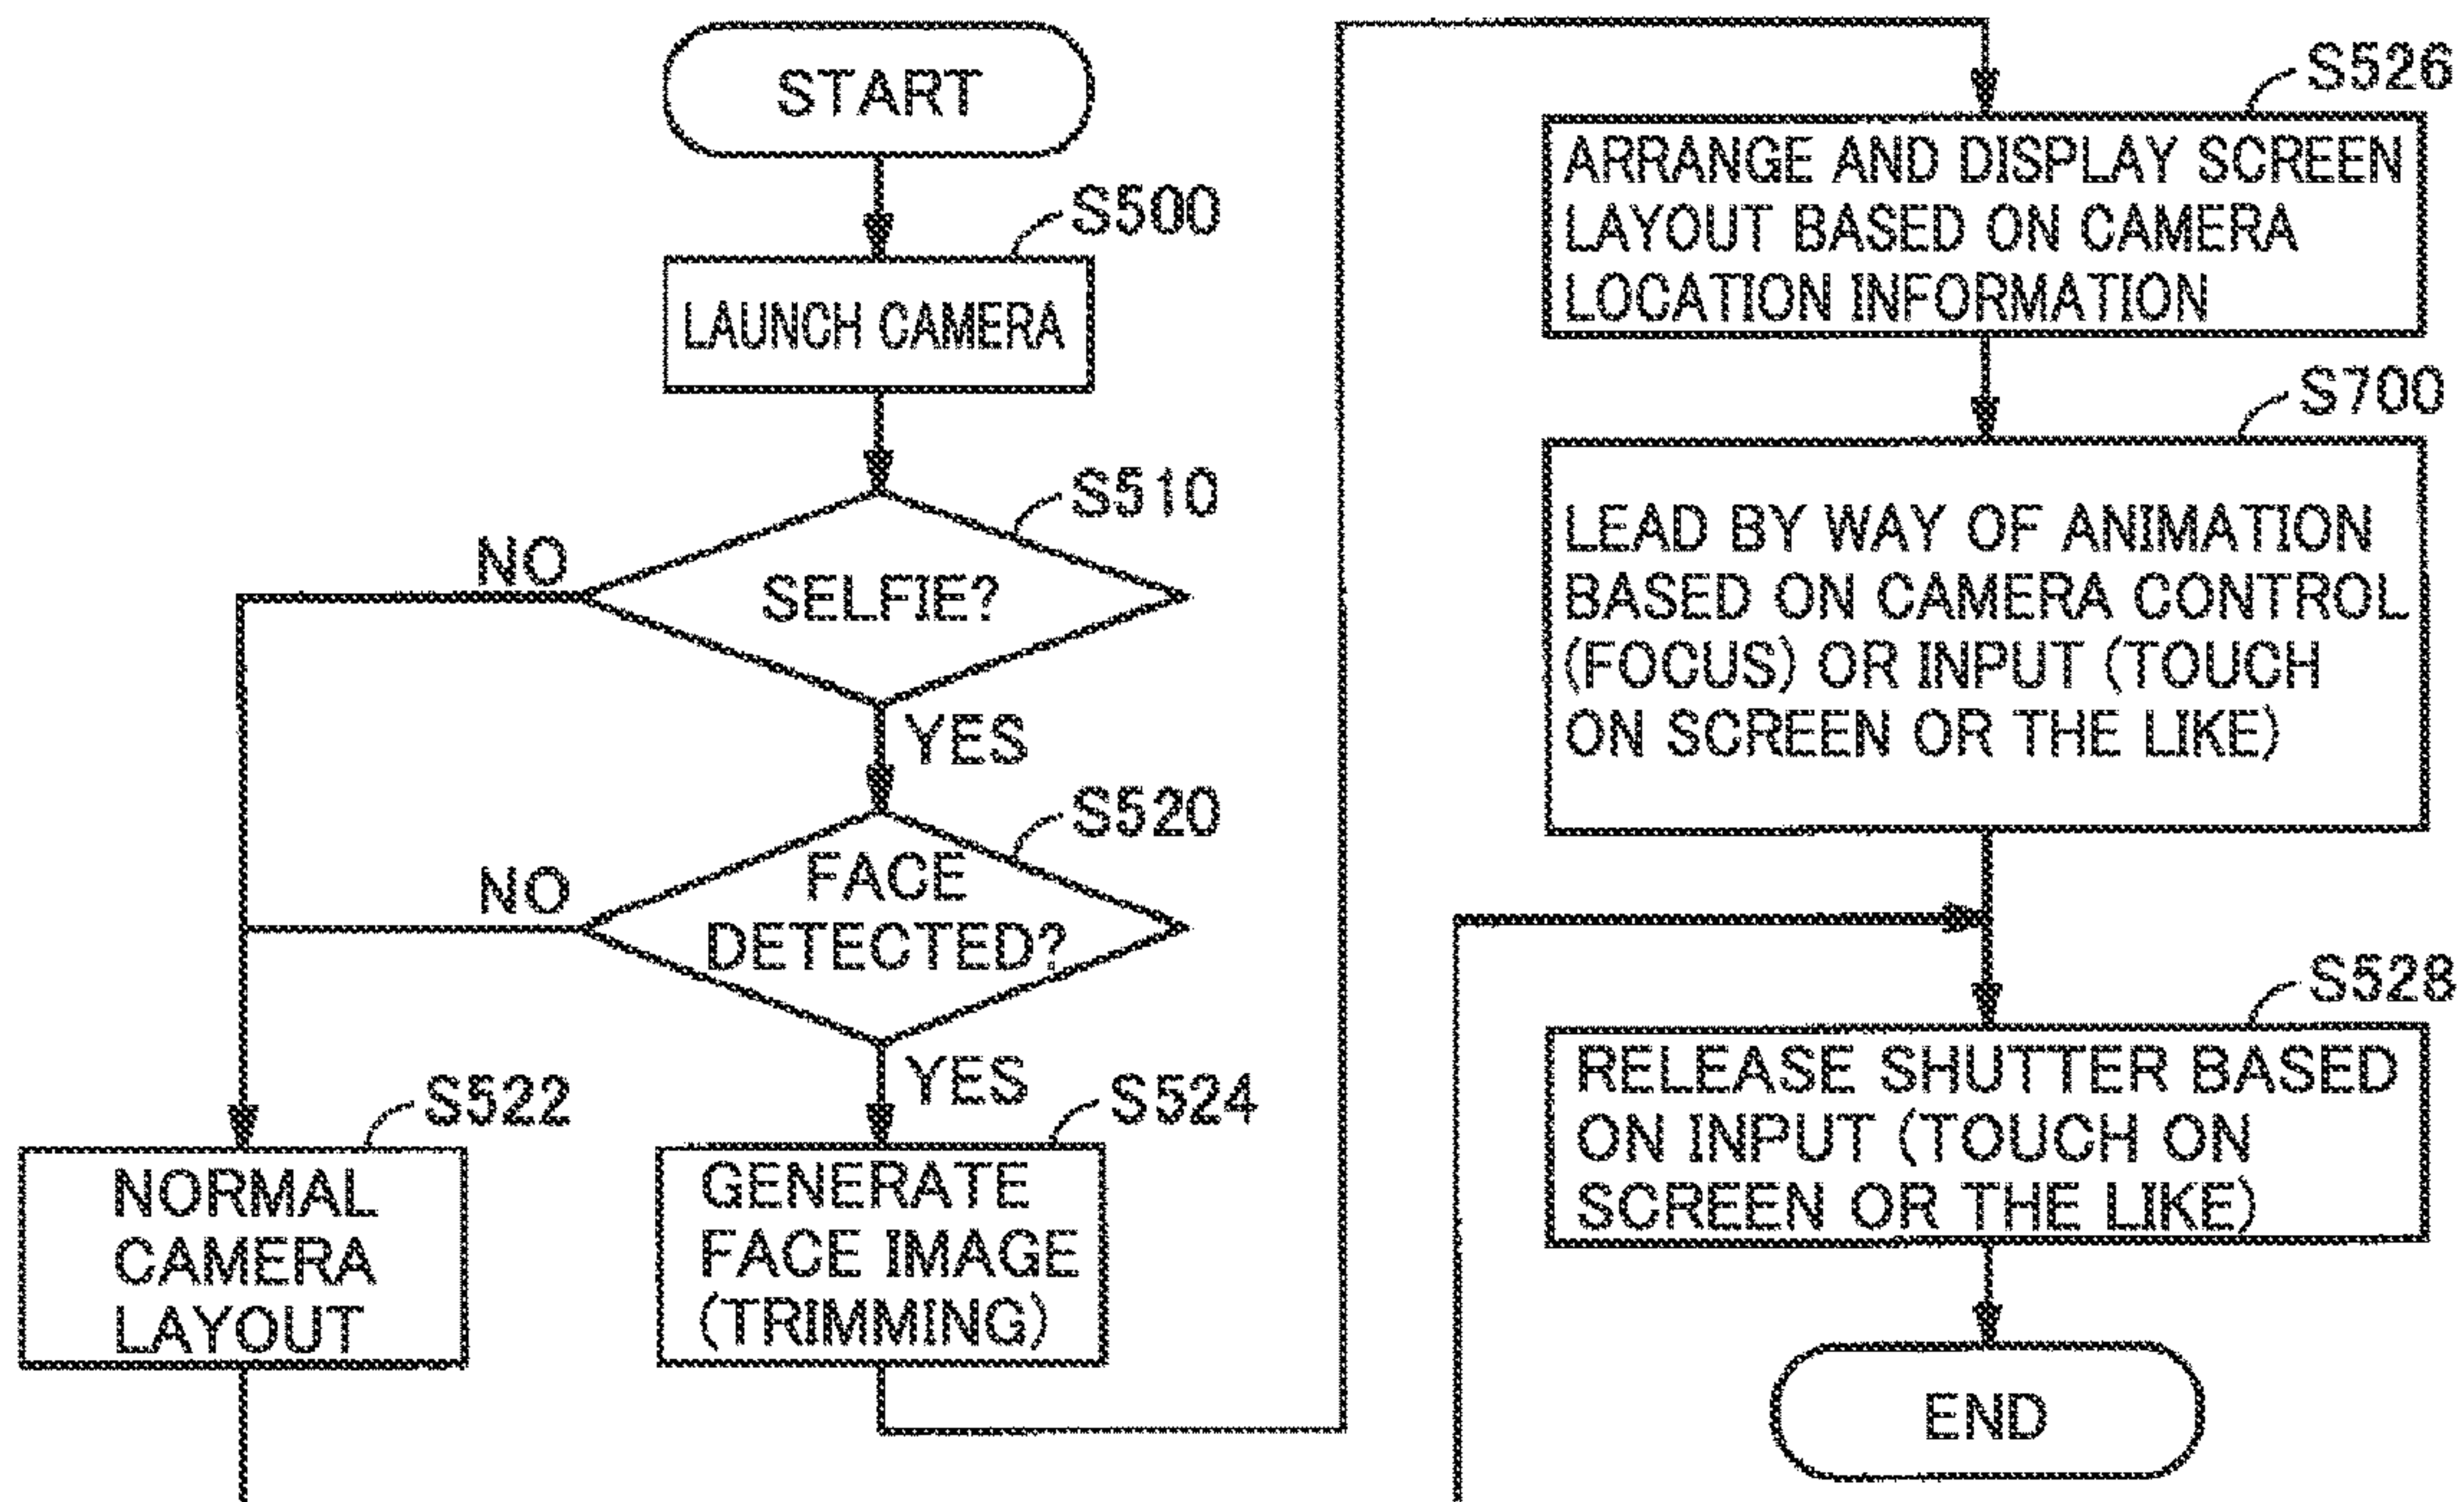 START
S500
LAUNCH CAMERA
S510
NO
SELFIE?
YES
S520
NO
FACE
DETECTED?
YES
S522
NORMAL
CAMERA
LAYOUT
S524
GENERATE
FACE IMAGE
(TRIMMING)
S526
ARRANGE AND DISPLAY SCREEN
LAYOUT BASED ON CAMERA
LOCATION INFORMATION
S700
LEAD BY WAY OF ANIMATION
BASED ON CAMERA CONTROL
(FOCUS) OR INPUT (TOUCH
ON SCREEN OR THE LIKE)
S528
RELEASE SHUTTER BASED
ON INPUT (TOUCH ON
SCREEN OR THE LIKE)
END